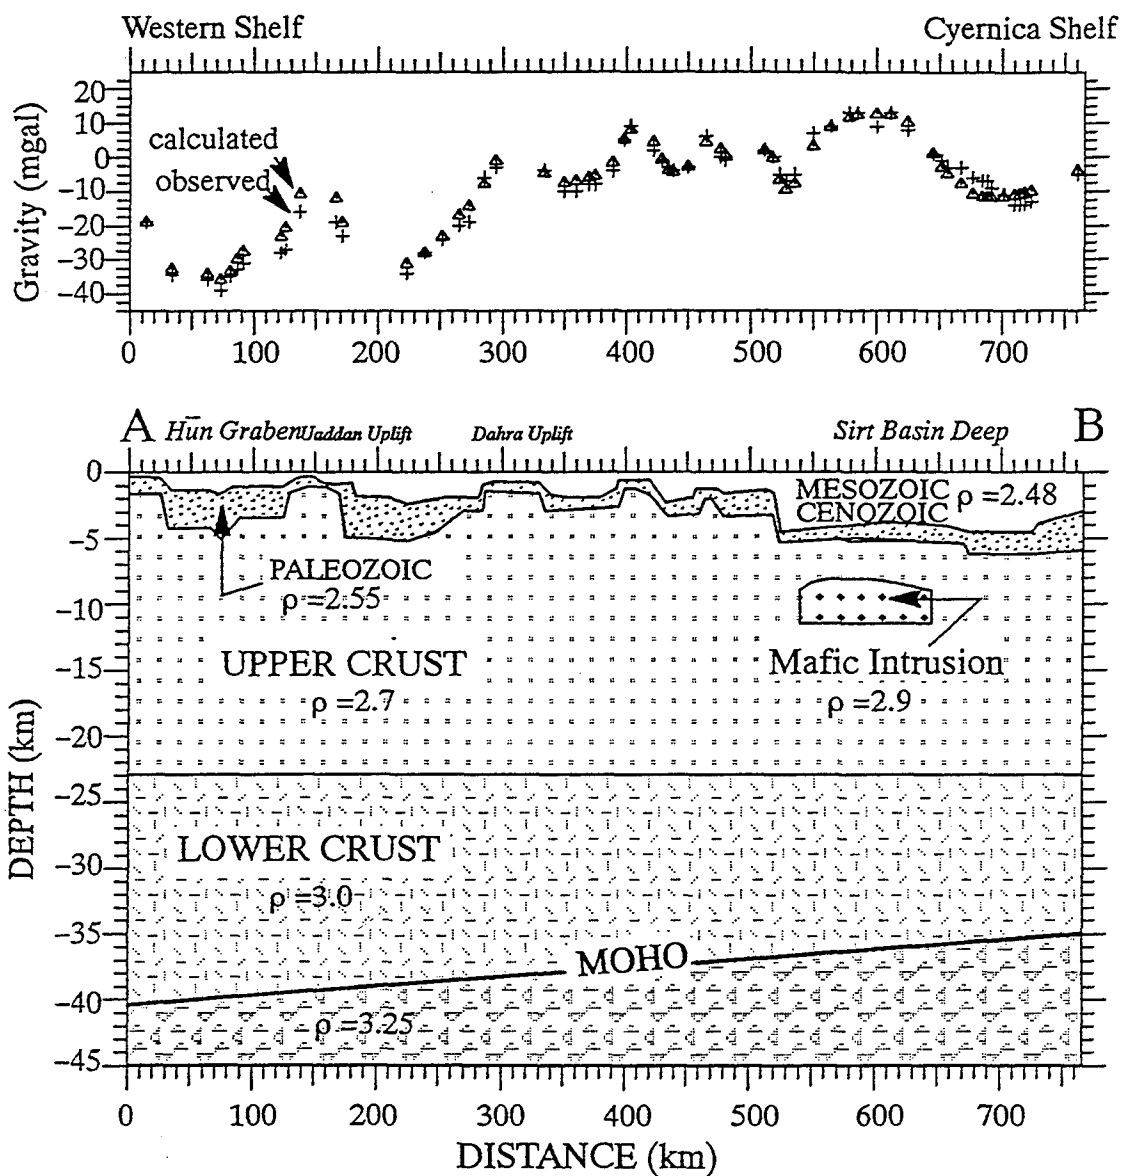 Western Shelf Cyernica Shelf
20
10
0
−10
−20
−30
−40
Gravity (mgal)
calculated
observed
0 100 200 300 400 500 600 700
A Hūn Graben Uaddan Uplift Dahra Uplift Sirt Basin Deep B
0
−5
−10
−15
−20
−25
−30
−35
−40
−45
DEPTH (km)
MESOZOIC
CENOZOIC
ρ =2.48
PALEOZOIC
ρ =2.55
UPPER CRUST
ρ =2.7
Mafic Intrusion
ρ =2.9
LOWER CRUST
ρ =3.0
MOHO
ρ =3.25
0 100 200 300 400 500 600 700
DISTANCE (km)